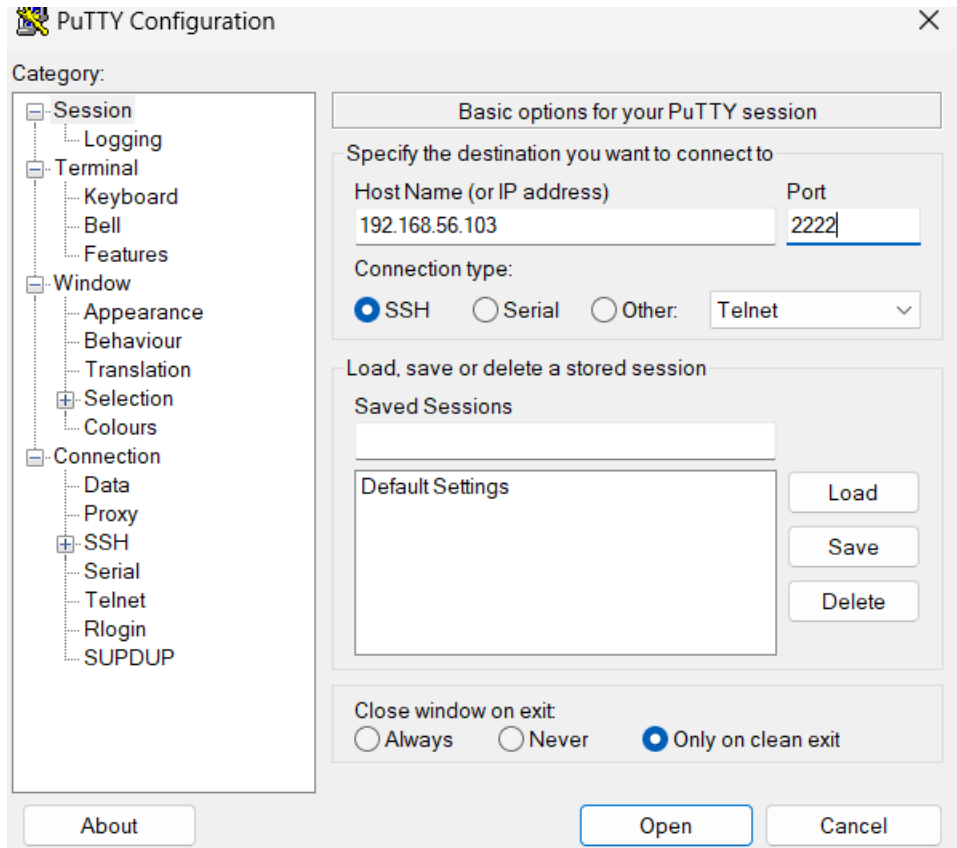 PuTTY Configuration
Category:
Session
Logging
Terminal
Keyboard
Bell
Features
Window
Appearance
Behaviour
Translation
Selection
Colours
Connection
Data
Proxy
SSH
Serial
Telnet
Rlogin
SUPDUP
Basic options for your PuTTY session
Specify the destination you want to connect to
Host Name (or IP address) Port
192.168.56.103 2222
Connection type:
SSH Serial Other: Telnet
Load, save or delete a stored session
Saved Sessions
Default Settings
Load
Save
Delete
Close window on exit:
Always Never Only on clean exit
About Open Cancel